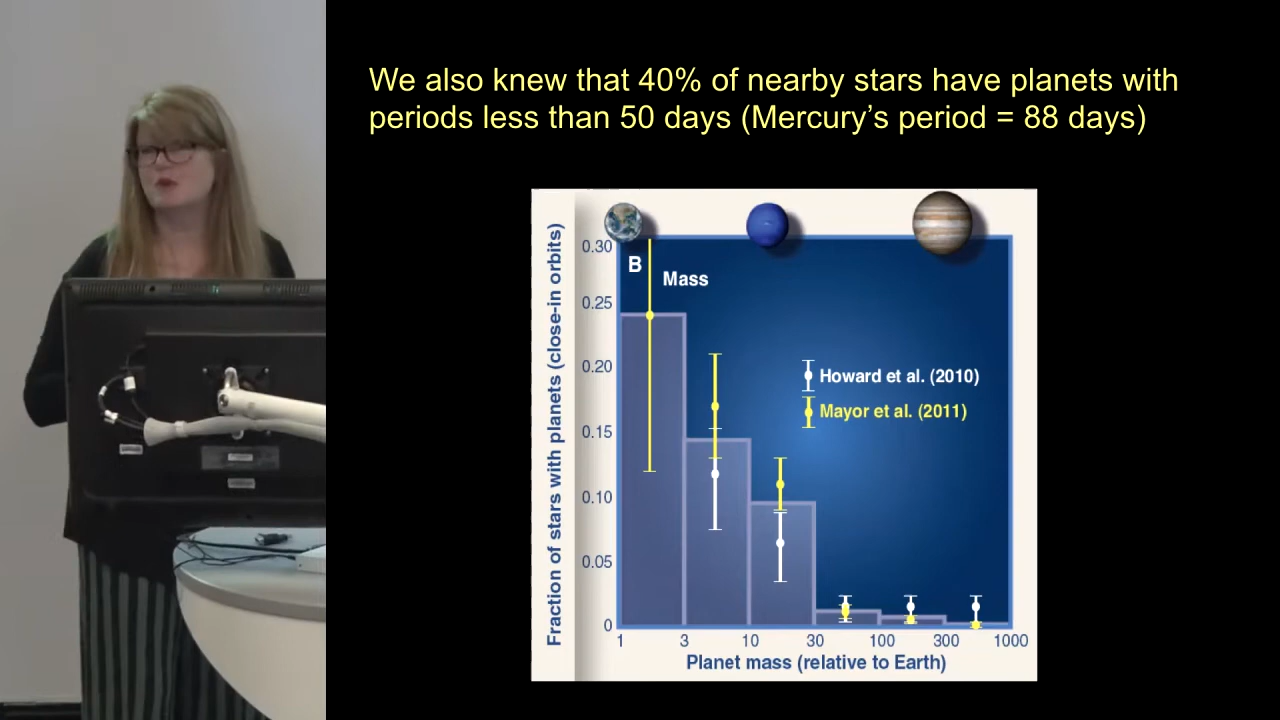 We also knew that 40% of nearby stars have planets with
periods less than 50 days (Mercury's period = 88 days)
Fraction of stars with planets (close-in orbits)
0.30
0.25
0.20
0.15
0.10
0.05
0
B
Mass
Howard et al. (2010)
Mayor et al. (2011)
1 3 10 30 100 300 1000
Planet mass (relative to Earth)